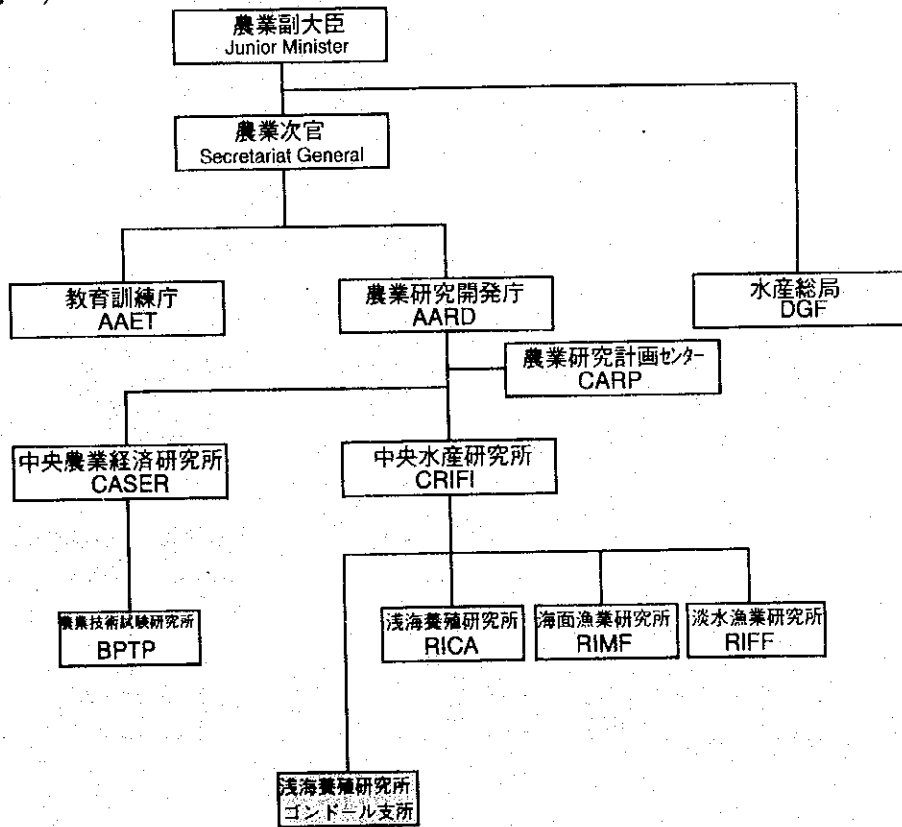 農業副大臣
Junior Minister
農業次官
Secretariat General
教育訓練庁
AAET
農業研究開発庁
AARD
水産総局
DGF
農業研究計画センター
CARP
中央農業経済研究所
CASER
中央水産研究所
CRIFI
農業技術試験研究所
BPTP
浅海養殖研究所
RICA
海面漁業研究所
RIMF
淡水漁業研究所
RIFF
浅海養殖研究所
ゴンドール支所